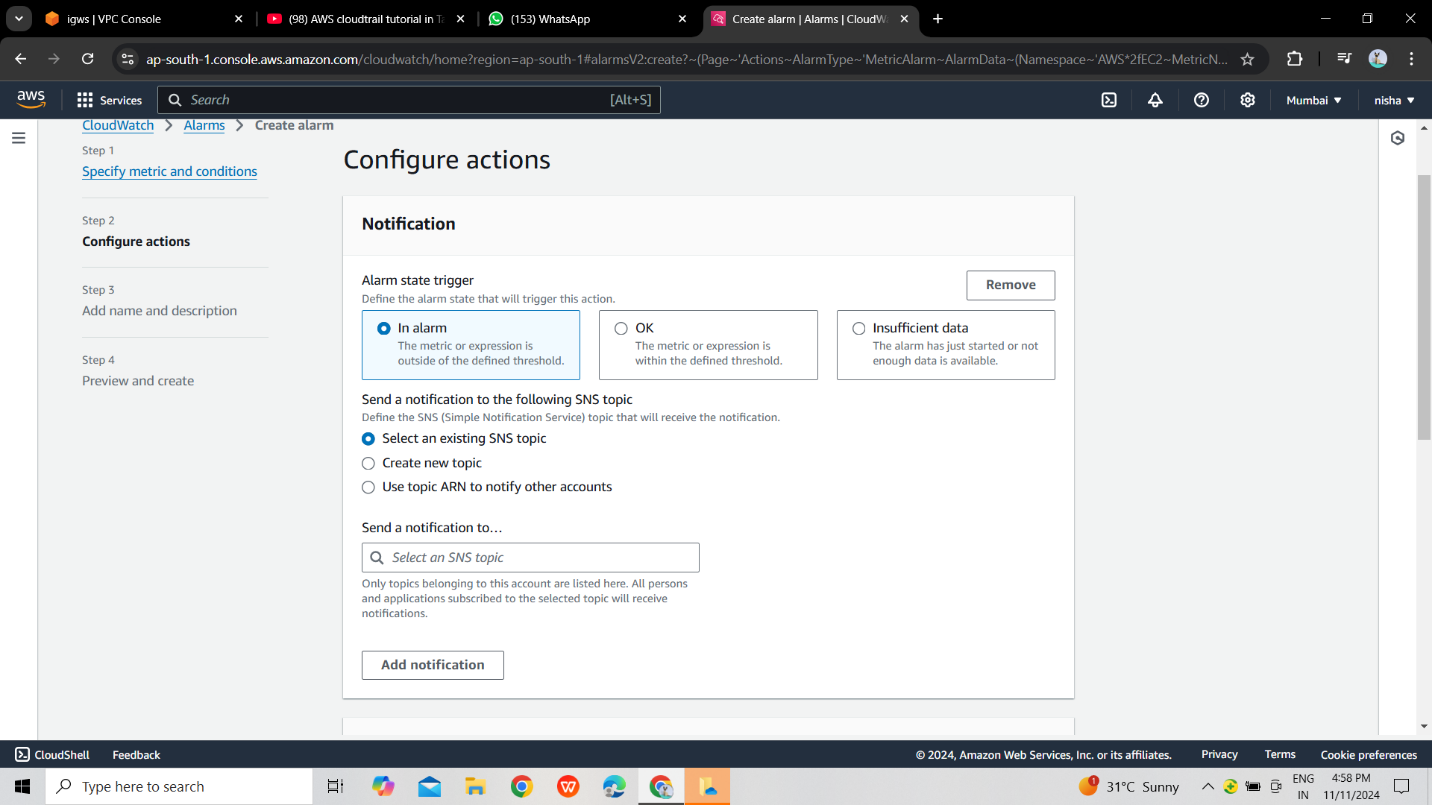 igws | VPC Console
(98) AWS cloudtrail tutorial in Ta
(153) WhatsApp
Create alarm | Alarms | CloudWa
ap-south-1.console.aws.amazon.com/cloudwatch/home?region=ap-south-1#alarmsV2:create?~(Page~'Actions~AlarmType~'MetricAlarm~AlarmData~(Namespace~'AWS*2fEC2~MetricN...
aws
Services
Search
[Alt+S]
Mumbai
nisha
CloudWatch
Alarms
Create alarm
Step 1
Specify metric and conditions
Step 2
Configure actions
Step 3
Add name and description
Step 4
Preview and create
Configure actions
Notification
Alarm state trigger
Define the alarm state that will trigger this action.
Remove
In alarm
The metric or expression is
outside of the defined threshold.
OK
The metric or expression is
within the defined threshold.
Insufficient data
The alarm has just started or not
enough data is available.
Send a notification to the following SNS topic
Define the SNS (Simple Notification Service) topic that will receive the notification.
Select an existing SNS topic
Create new topic
Use topic ARN to notify other accounts
Send a notification to…
Select an SNS topic
Only topics belonging to this account are listed here. All persons
and applications subscribed to the selected topic will receive
notifications.
Add notification
CloudShell
Feedback
© 2024, Amazon Web Services, Inc. or its affiliates.
Privacy
Terms
Cookie preferences
Type here to search
W
1
31°C Sunny
ENG
IN
4:58 PM
11/11/2024